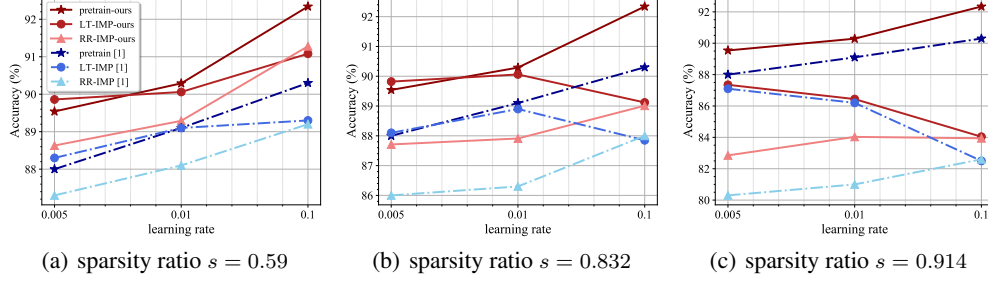 pretrain-ours
LT-IMP-ours
RR-IMP-ours
pretrain [1]
LT-IMP [1]
RR-IMP [1]
Accuracy (%)
92
91
90
89
88
0.005
0.01
0.1
learning rate
(a) sparsity ratio s = 0.59
Accuracy (%)
92
91
90
89
88
87
86
0.005
0.01
0.1
learning rate
(b) sparsity ratio s = 0.832
Accuracy (%)
92
90
88
86
84
82
80
0.005
0.01
0.1
learning rate
(c) sparsity ratio s = 0.914